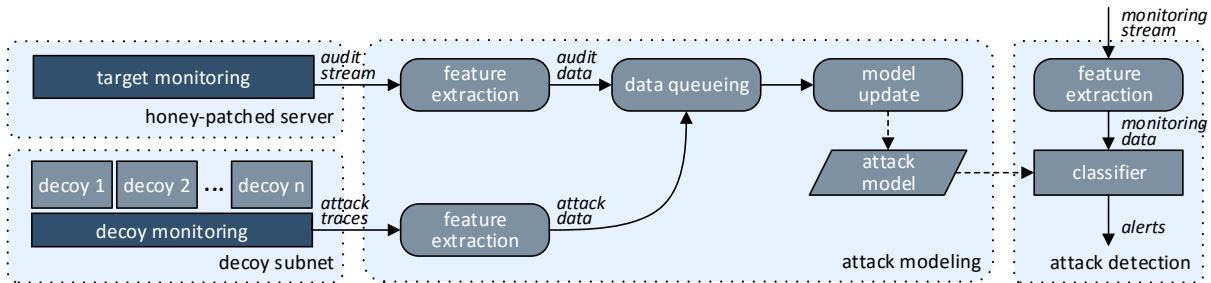 target monitoring
honey-patched server
decoy 1
decoy 2
...
decoy n
decoy monitoring
decoy subnet
audit
stream
attack
traces
feature
extraction
feature
extraction
audit
data
attack
data
data queueing
model
update
attack
model
attack modeling
monitoring
stream
feature
extraction
monitoring
data
classifier
alerts
attack detection